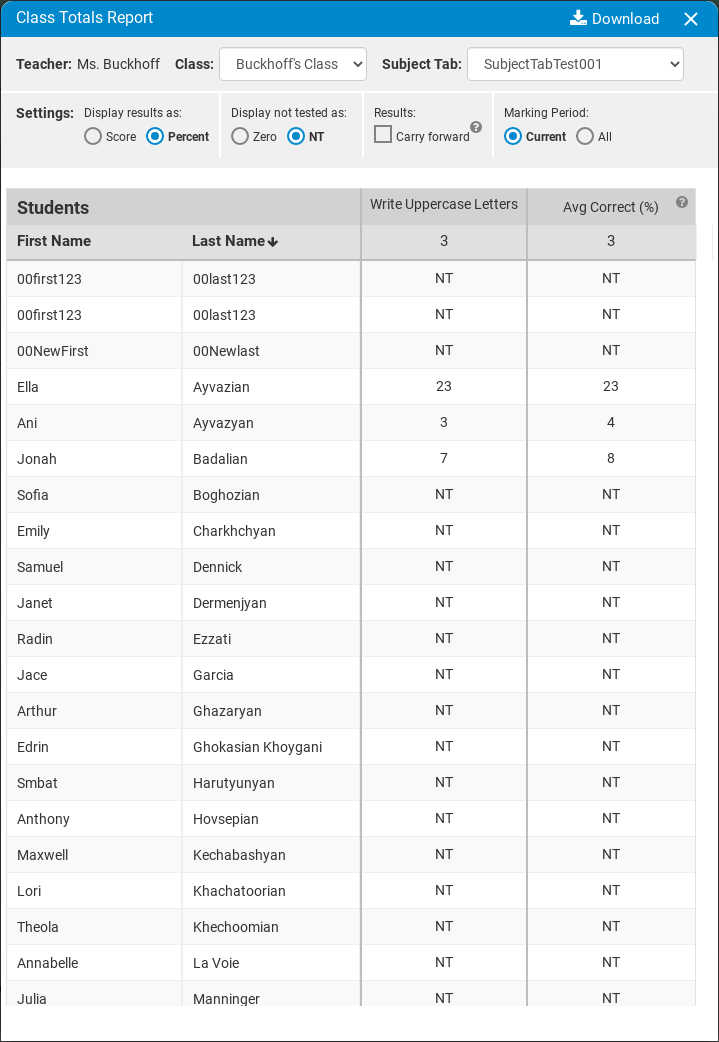 Class Totals Report Download
Teacher: Ms. Buckhoff Class: Buckhoff's Class Subject Tab: SubjectTabTest001
Settings: Display results as: Display not tested as: Results: Marking Period:
Score Percent Zero NT Carry forward ? Current All
Students Write Uppercase Letters Avg Correct (%) ?
First Name Last Name 3 3
00first123 00last123 NT NT
00first123 00last123 NT NT
00NewFirst 00Newlast NT NT
Ella Ayvazian 23 23
Ani Ayvazyan 3 4
Jonah Badalian 7 8
Sofia Boghozian NT NT
Emily Charkhchyan NT NT
Samuel Dennick NT NT
Janet Dermenjyan NT NT
Radin Ezzati NT NT
Jace Garcia NT NT
Arthur Ghazaryan NT NT
Edrin Ghokasian Khoygani NT NT
Smbat Harutyunyan NT NT
Anthony Hovsepian NT NT
Maxwell Kechabashyan NT NT
Lori Khachatoorian NT NT
Theola Khechoomian NT NT
Annabelle La Voie NT NT
Julia Manninger NT NT